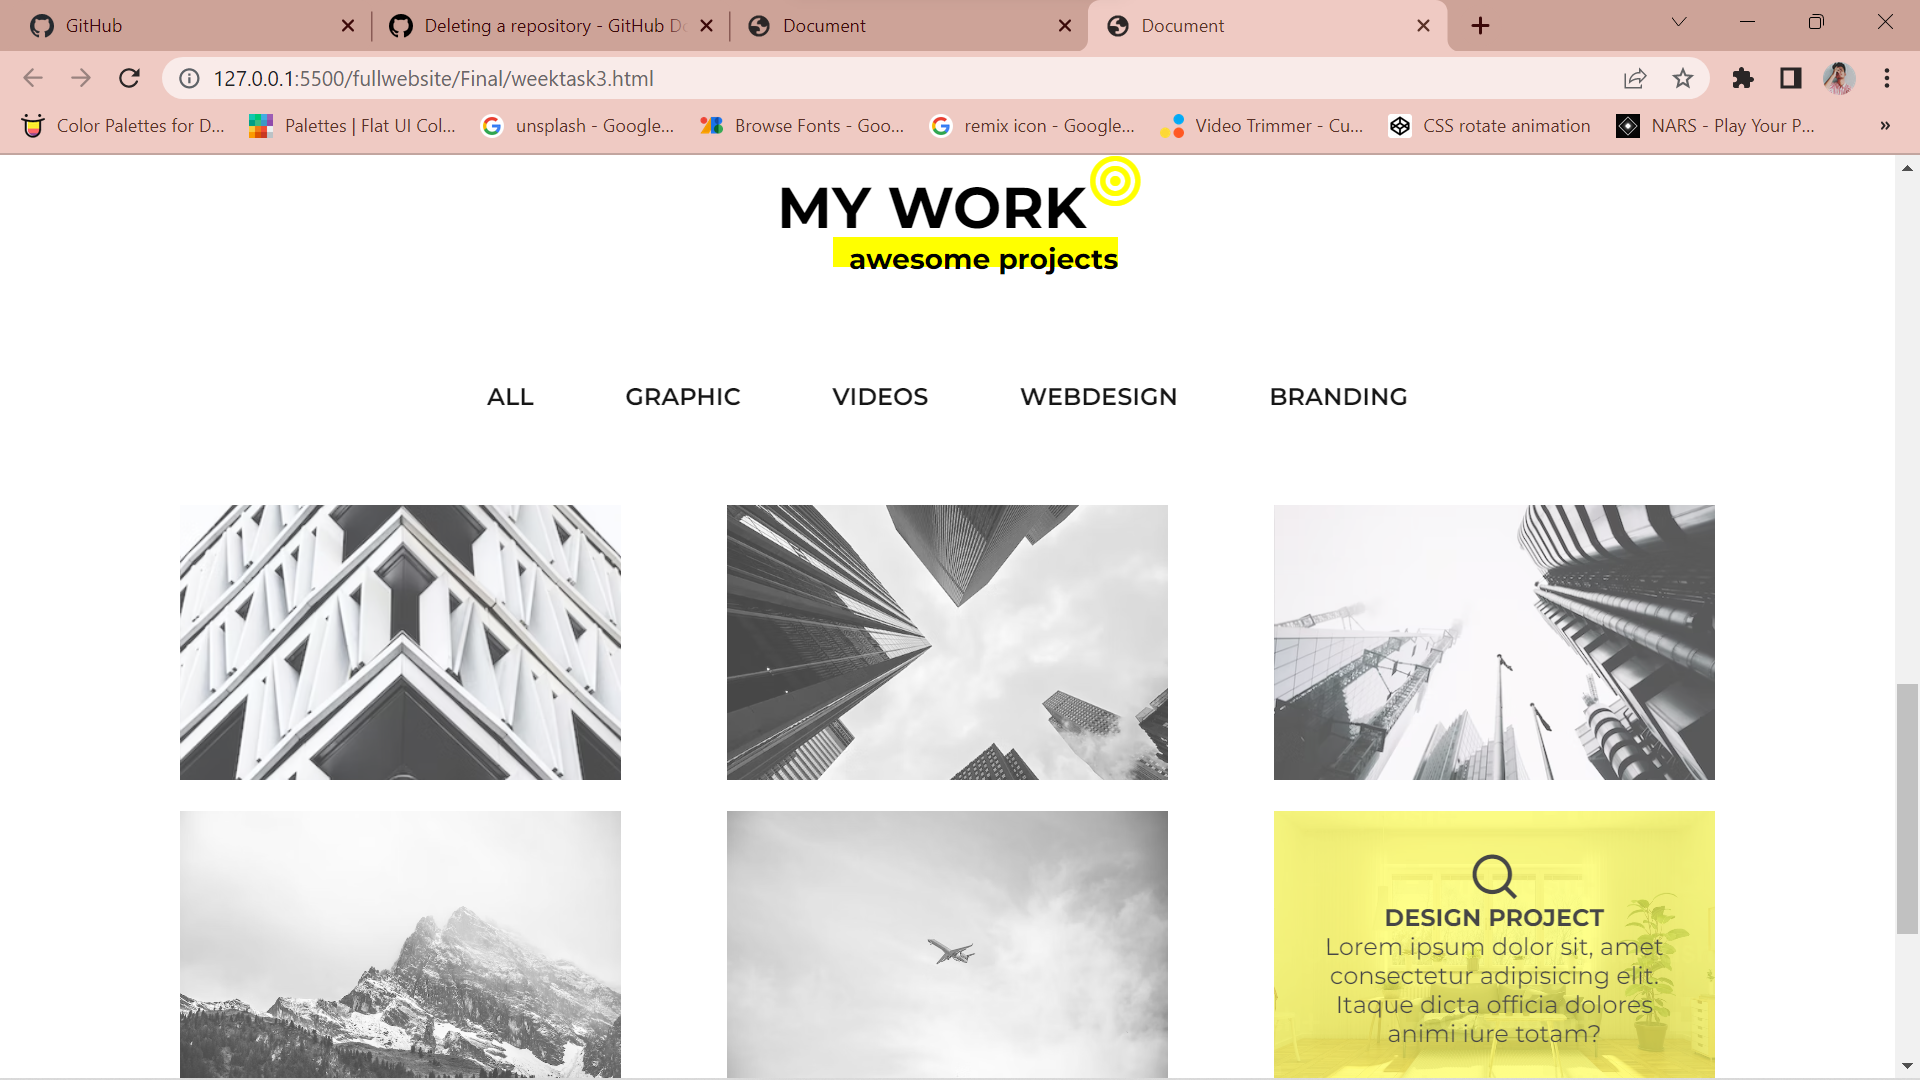 GitHub
Deleting a repository - GitHub Do
Document
Document
127.0.0.1:5500/fullwebsite/Final/weektask3.html
Color Palettes for D...
Palettes | Flat UI Col...
unsplash - Google...
Browse Fonts - Goo...
remix icon - Google...
Video Trimmer - Cu...
CSS rotate animation
NARS - Play Your P...
»
MY WORK
awesome projects
ALL GRAPHIC VIDEOS WEBDESIGN BRANDING
DESIGN PROJECT
Lorem ipsum dolor sit, amet
consectetur adipisicing elit.
Itaque dicta officia dolores
animi iure totam?